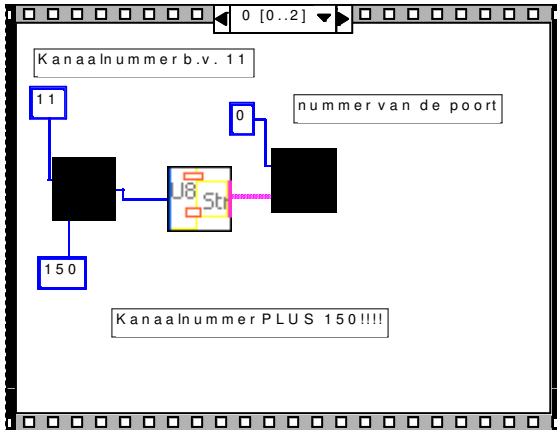 0 [0..2]
Kanaalnummer b.v. 11
11
nummer van de poort
0
U8
Str
150
Kanaalnummer PLUS 150!!!!